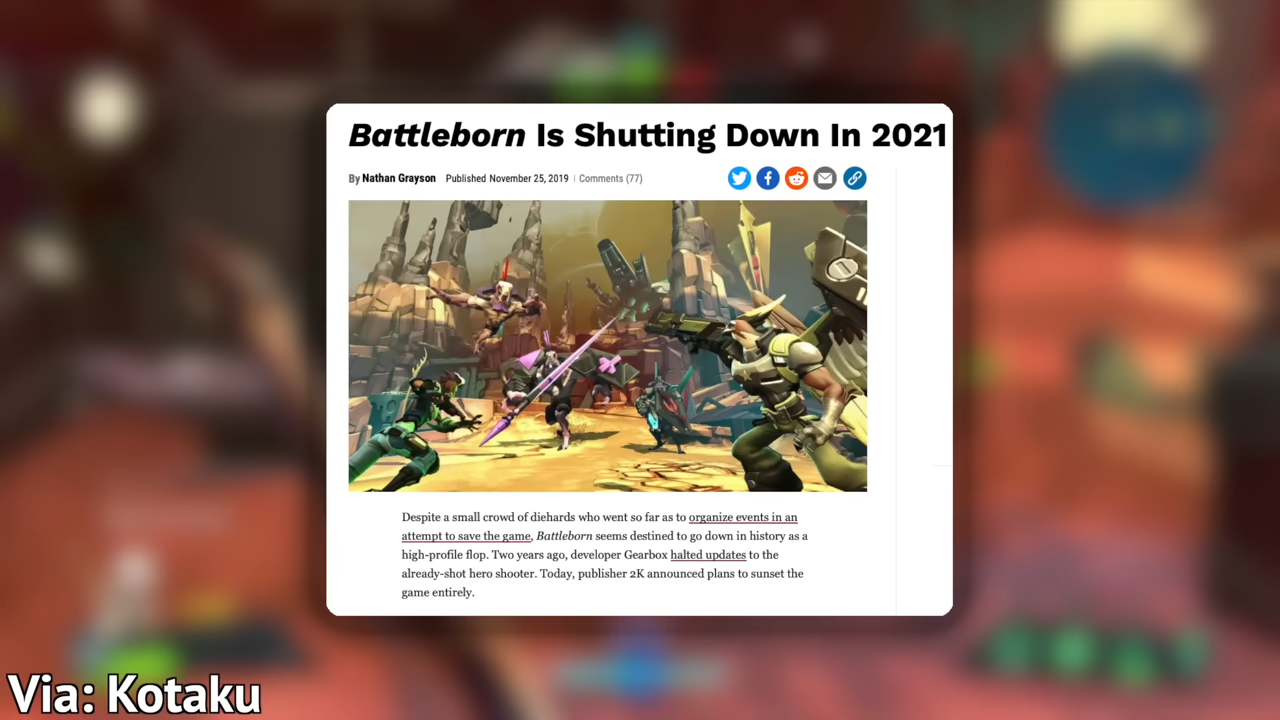 Battleborn Is Shutting Down In 2021
By Nathan Grayson Published November 25, 2019 | Comments (77)
Despite a small crowd of diehards who went so far as to organize events in an
attempt to save the game, Battleborn seems destined to go down in history as a
high-profile flop. Two years ago, developer Gearbox halted updates to the
already-shot hero shooter. Today, publisher 2K announced plans to sunset the
game entirely.
Via: Kotaku